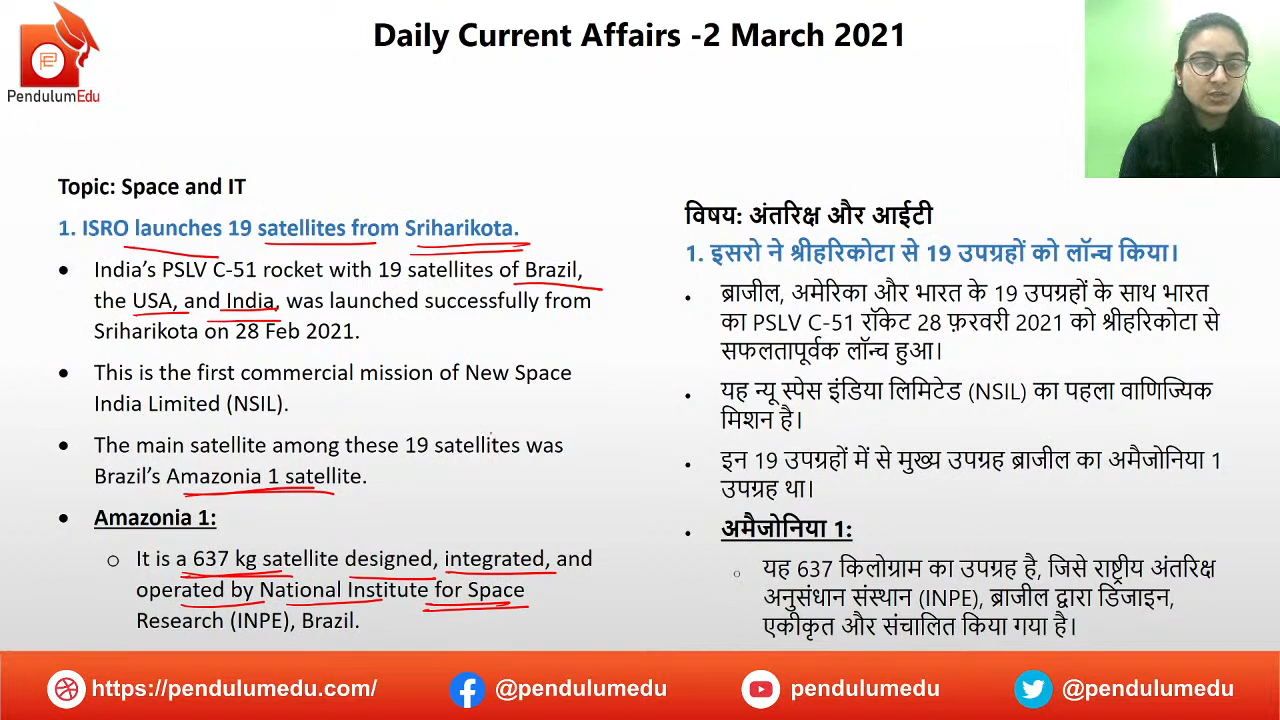 Daily Current Affairs -2 March 2021
PendulumEdu
Topic: Space and IT
1. ISRO launches 19 satellites from Sriharikota.
• India's PSLV C-51 rocket with 19 satellites of Brazil,
the USA, and India, was launched successfully from
Sriharikota on 28 Feb 2021.
• This is the first commercial mission of New Space
India Limited (NSIL).
• The main satellite among these 19 satellites was
Brazil's Amazonia 1 satellite.
• Amazonia 1:
o It is a 637 kg satellite designed, integrated, and
operated by National Institute for Space
Research (INPE), Brazil.
विषय: अंतरिक्ष और आईटी
1. इसरो ने श्रीहरिकोटा से 19 उपग्रहों को लॉन्च किया।
• ब्राजील, अमेरिका और भारत के 19 उपग्रहों के साथ भारत
का PSLV C-51 रॉकेट 28 फ़रवरी 2021 को श्रीहरिकोटा से
सफलतापूर्वक लॉन्च हुआ।
• यह न्यू स्पेस इंडिया लिमिटेड (NSIL) का पहला वाणिज्यिक
मिशन है।
• इन 19 उपग्रहों में से मुख्य उपग्रह ब्राजील का अमैजोनिया 1
उपग्रह था।
• अमैजोनिया 1:
o यह 637 किलोग्राम का उपग्रह है, जिसे राष्ट्रीय अंतरिक्ष
अनुसंधान संस्थान (INPE), ब्राजील द्वारा डिजाइन,
एकीकृत और संचालित किया गया है।
https://pendulumedu.com/
@pendulumedu
pendulumedu
@pendulumedu